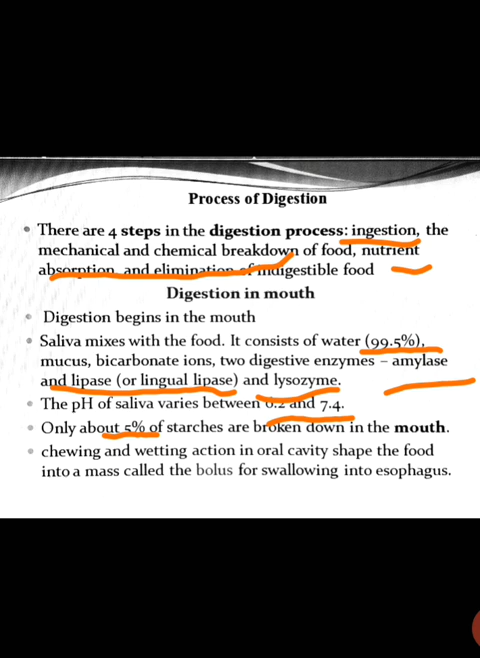 Process of Digestion
• There are 4 steps in the digestion process: ingestion, the
mechanical and chemical breakdown of food, nutrient
absorption, and elimination of indigestible food
Digestion in mouth
• Digestion begins in the mouth
• Saliva mixes with the food. It consists of water (99.5%),
mucus, bicarbonate ions, two digestive enzymes – amylase
and lipase (or lingual lipase) and lysozyme.
• The pH of saliva varies between 6.2 and 7.4.
• Only about 5% of starches are broken down in the mouth.
• chewing and wetting action in oral cavity shape the food
into a mass called the bolus for swallowing into esophagus.